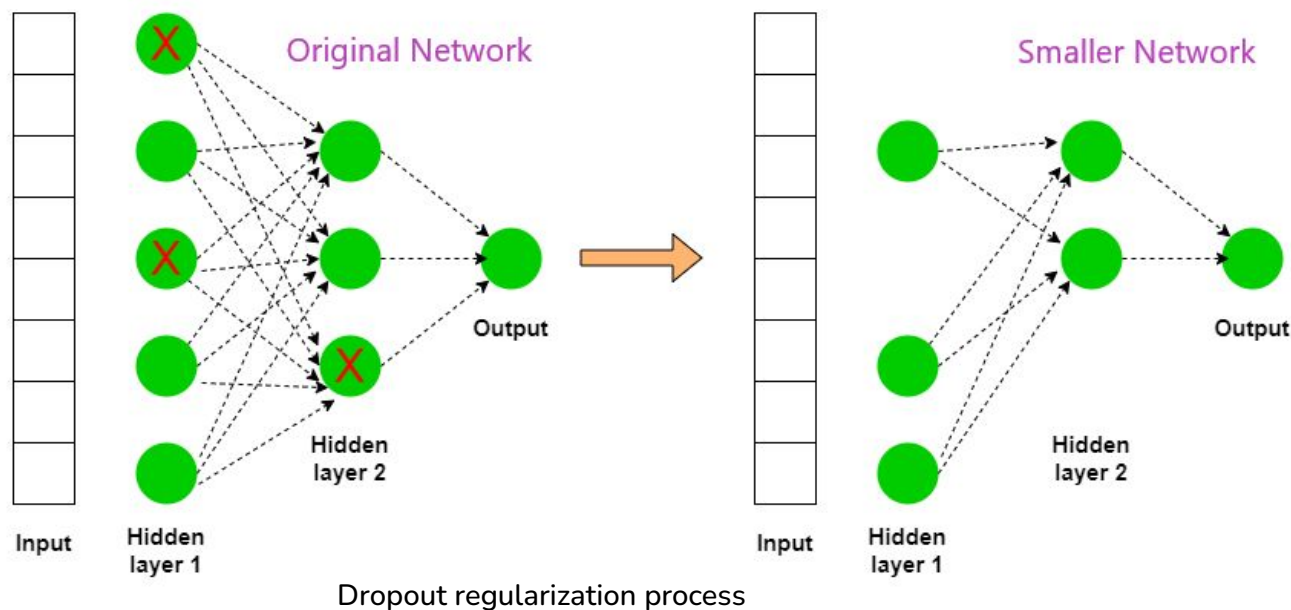 Original Network
X
X
X
Output
Hidden
layer 2
Input
Hidden
layer 1
Smaller Network
Output
Hidden
layer 2
Input
Hidden
layer 1
Dropout regularization process